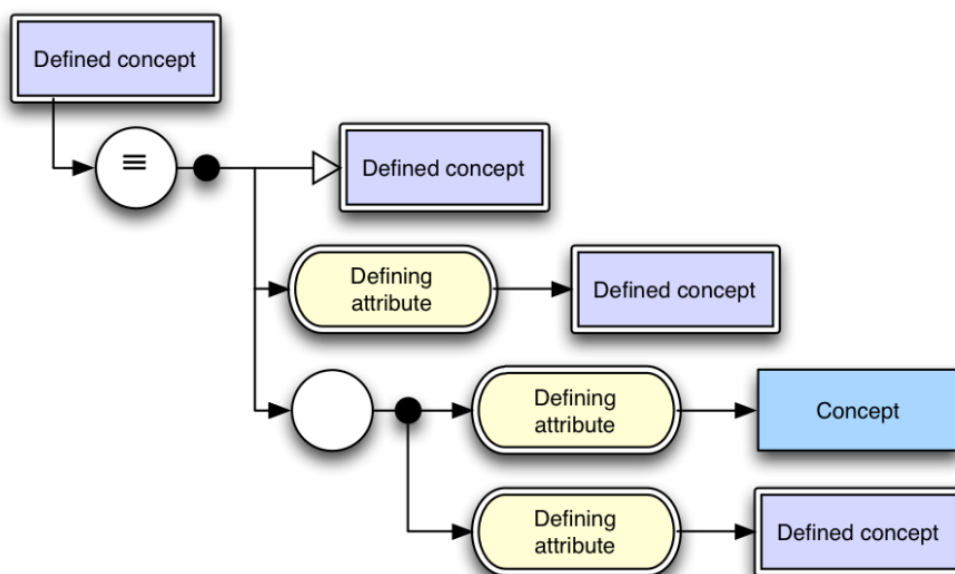 Defined concept
≡
Defined concept
Defining
attribute
Defined concept
Defining
attribute
Concept
Defining
attribute
Defined concept